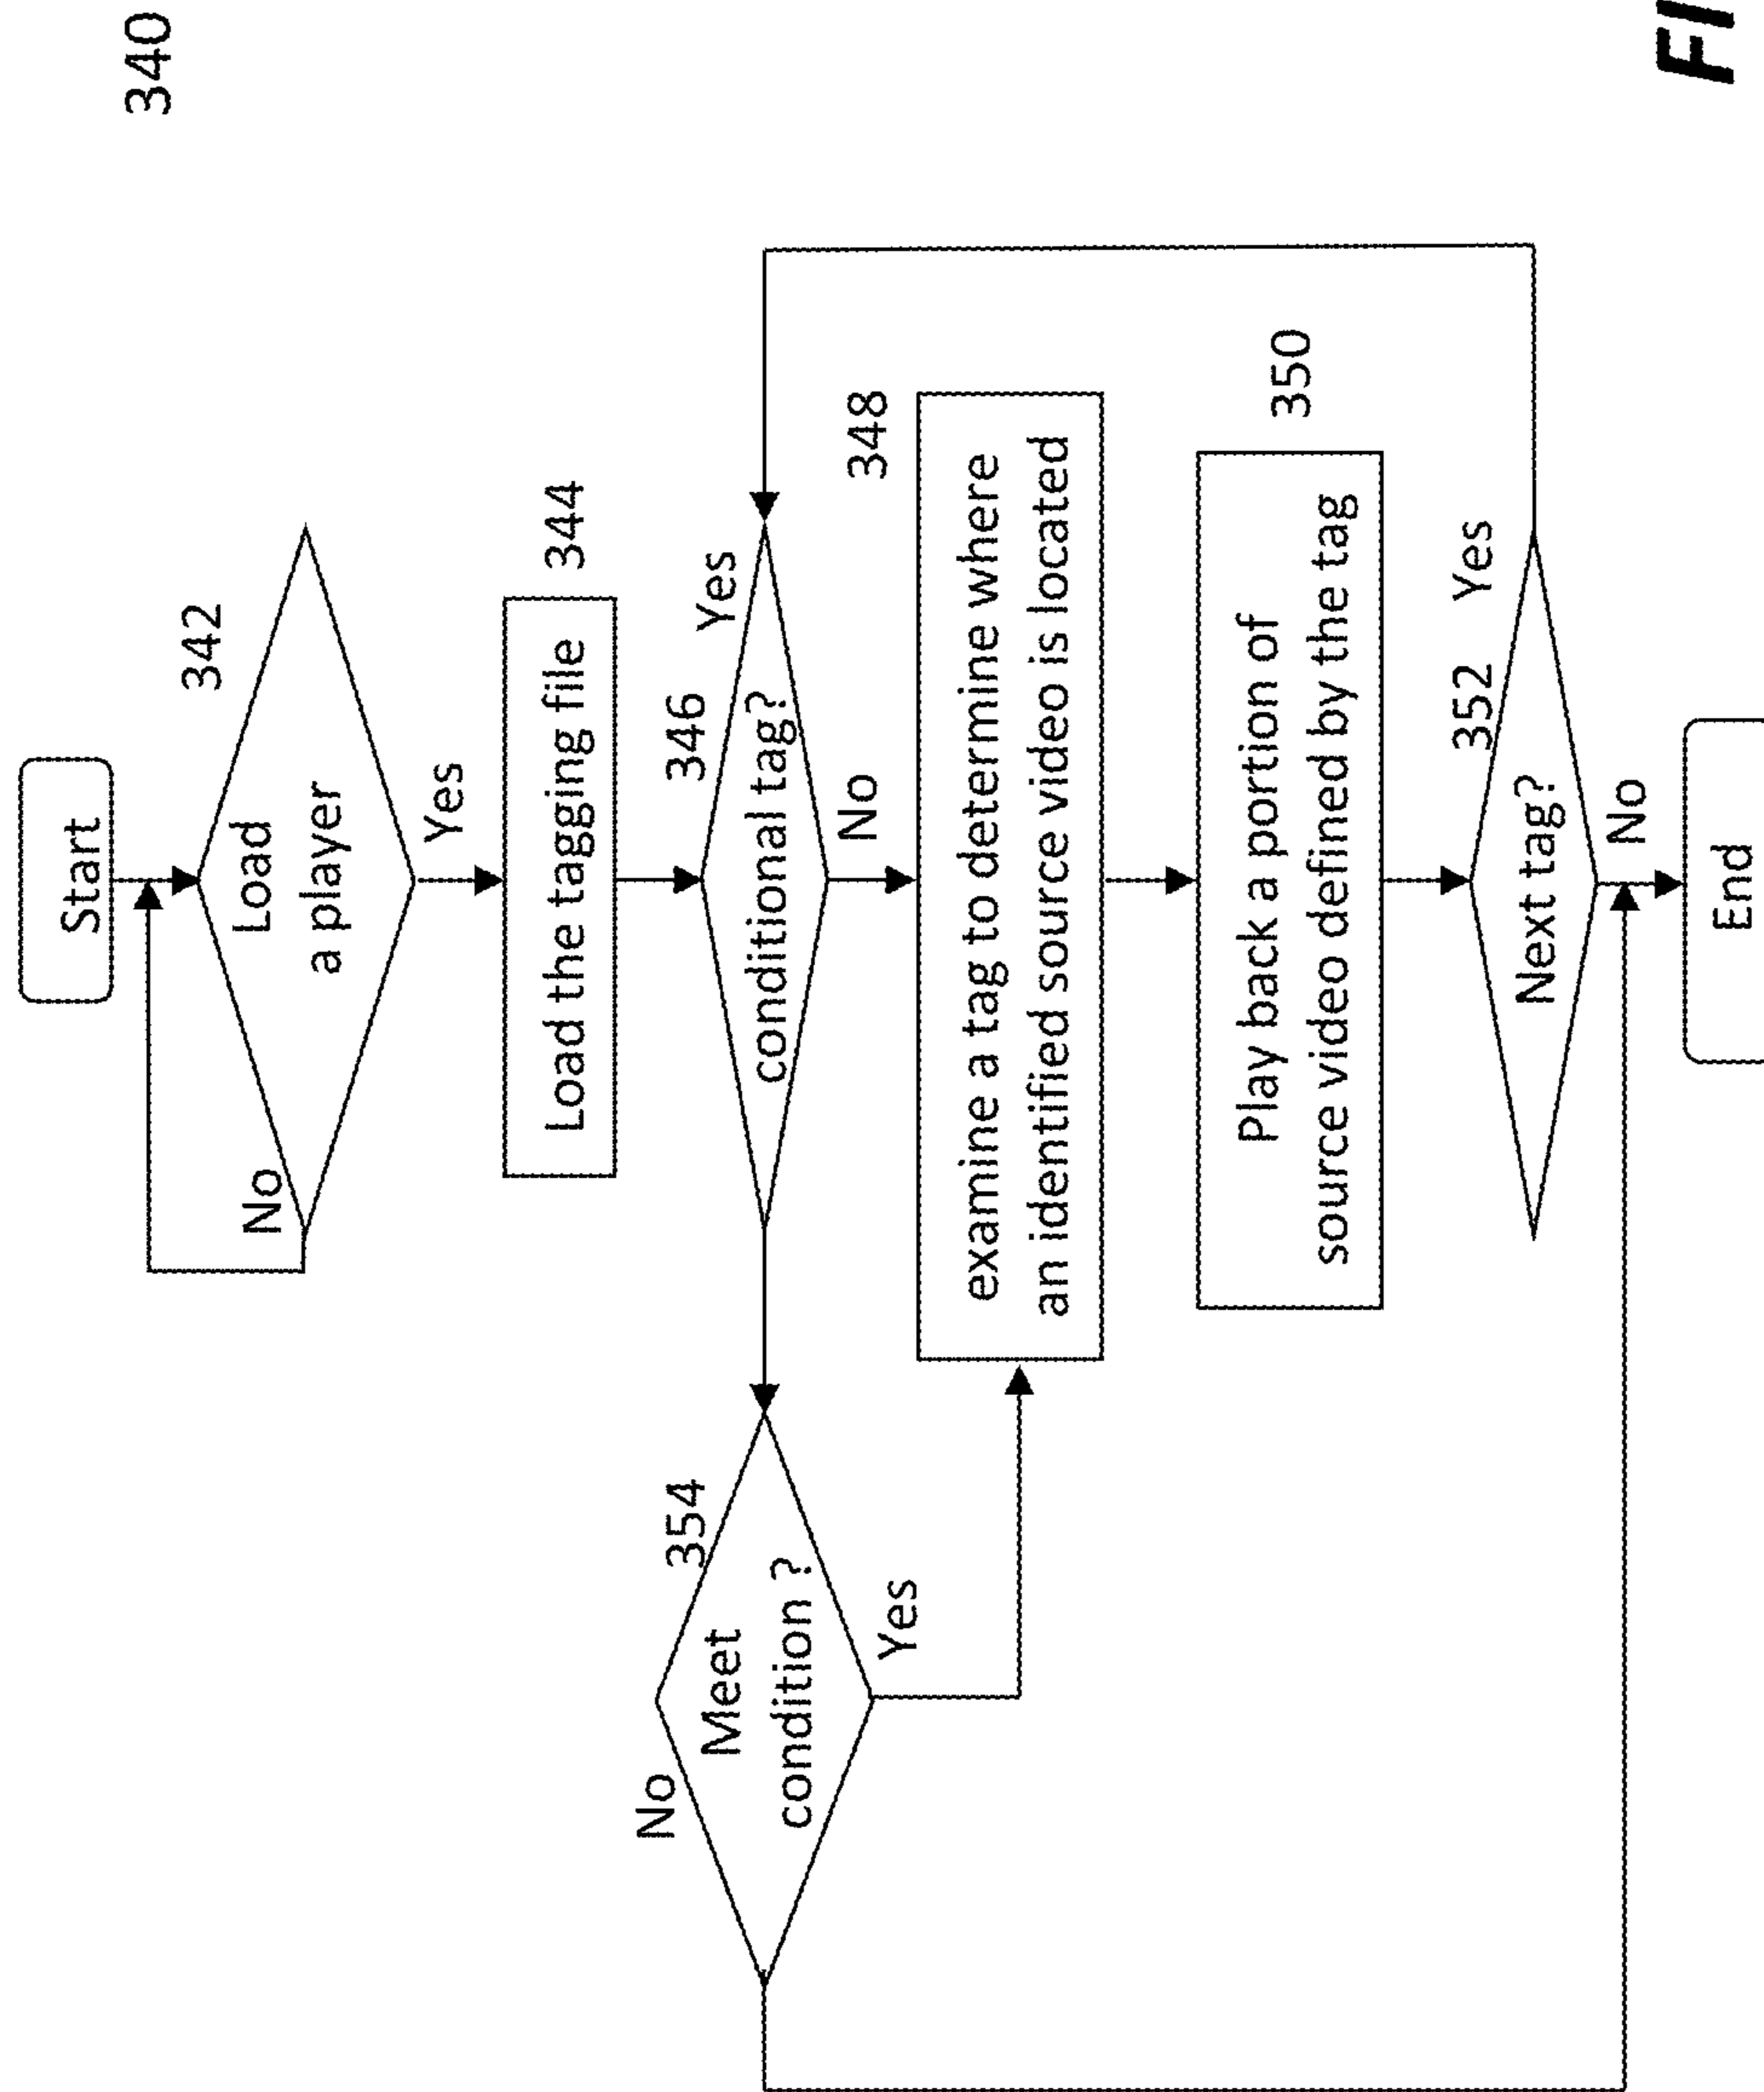 340
Start
342
Load
a player
No
Yes
Load the tagging file
344
346
Yes
conditional tag?
No
354
Meet
condition ?
No
Yes
348
examine a tag to determine where
an identified source video is located
350
Play back a portion of
source video defined by the tag
352
Yes
Next tag?
No
End
FI